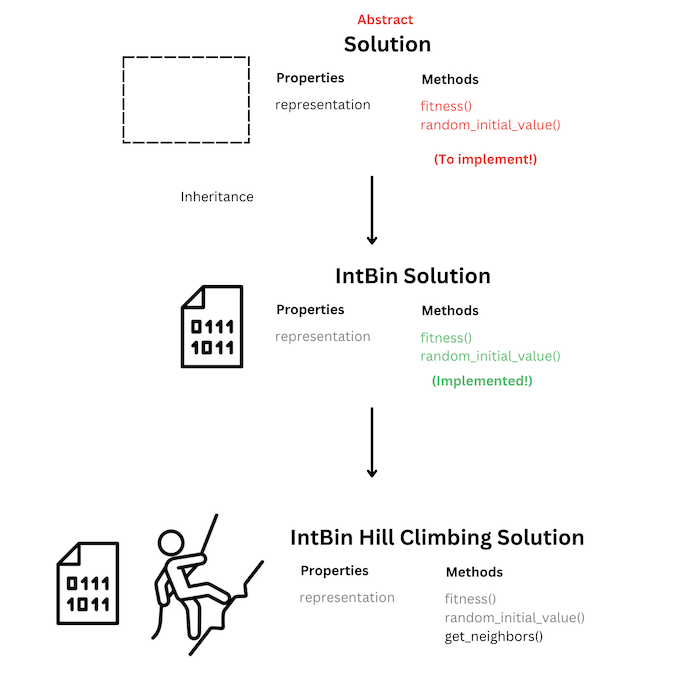 Abstract
Solution
Properties
Methods
representation
fitness()
random_initial_value()
(To implement!)
Inheritance
IntBin Solution
Properties
Methods
representation
fitness()
random_initial_value()
(Implemented!)
0111
1011
IntBin Hill Climbing Solution
Properties
Methods
representation
fitness()
random_initial_value()
get_neighbors()
0111
1011